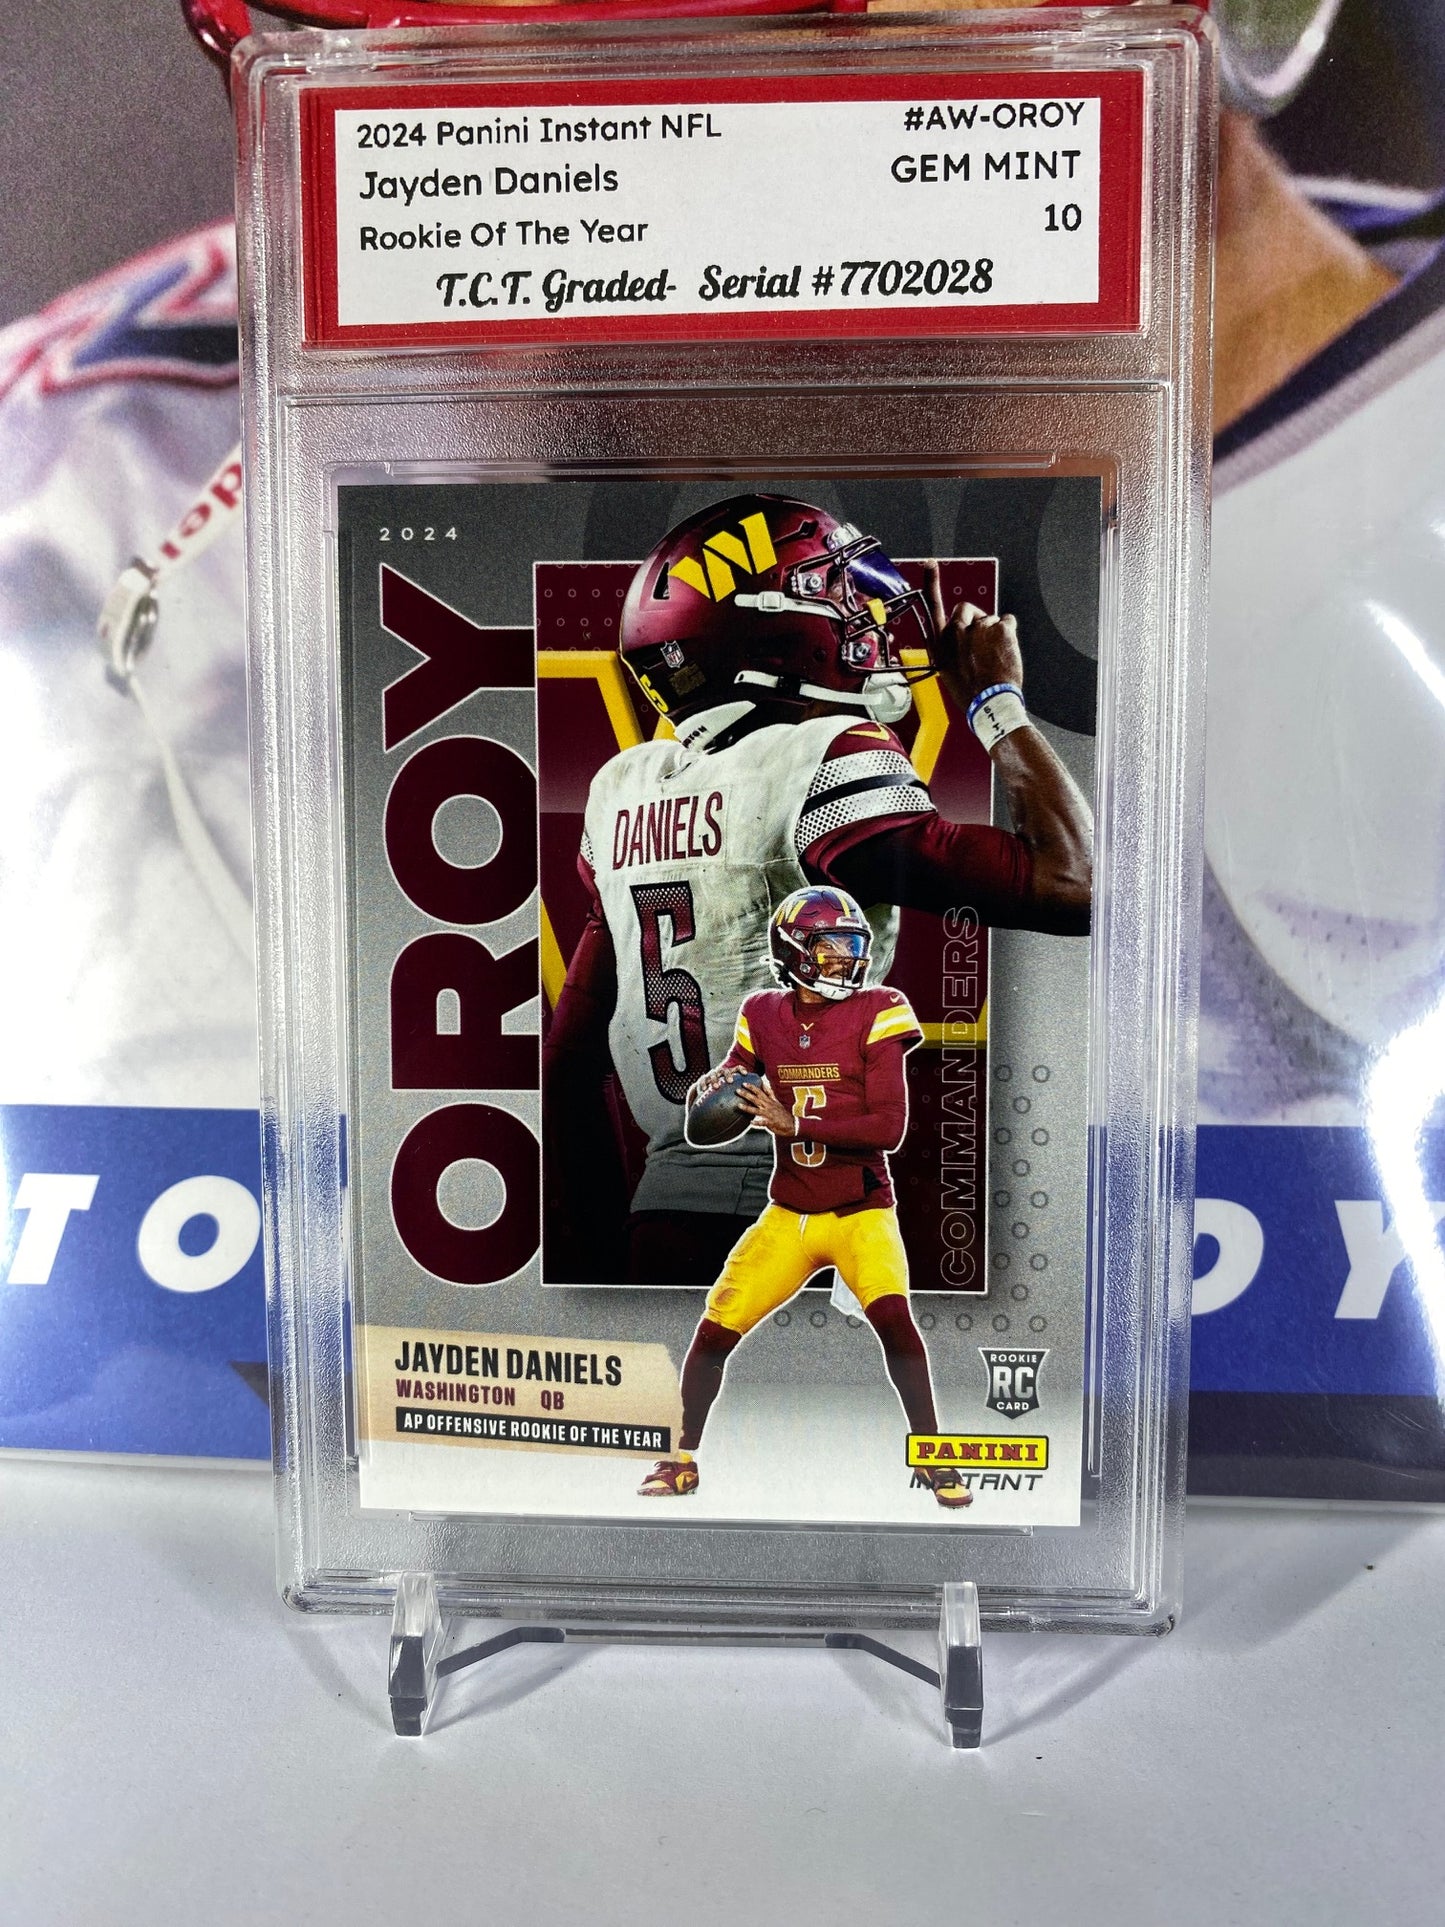 2024 Panini Instant NFL #AW-OROY
Jayden Daniels GEM MINT
Rookie Of The Year 10
T.C.T. Graded- Serial #7702028
2024
OROY
DANIELS
5
COMMANDERS
5
COMMANDERS
JAYDEN DANIELS
WASHINGTON QB
AP OFFENSIVE ROOKIE OF THE YEAR
ROOKIE
RC
CARD
PANINI
INSTANT